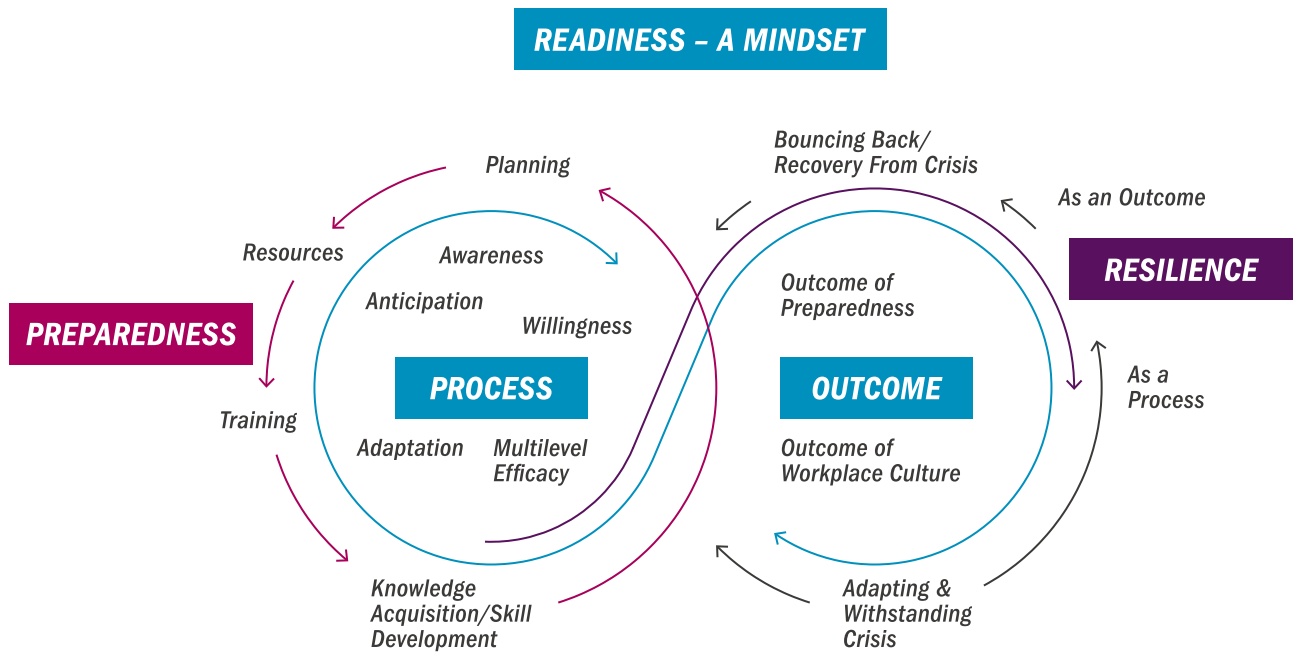 READINESS – A MINDSET
Planning
Resources
PREPAREDNESS
Training
Knowledge
Acquisition/Skill
Development
Awareness
Anticipation
Willingness
PROCESS
Adaptation
Multilevel
Efficacy
Bouncing Back/
Recovery From Crisis
Outcome of
Preparedness
OUTCOME
Outcome of
Workplace Culture
Adapting &
Withstanding
Crisis
As an Outcome
RESILIENCE
As a
Process